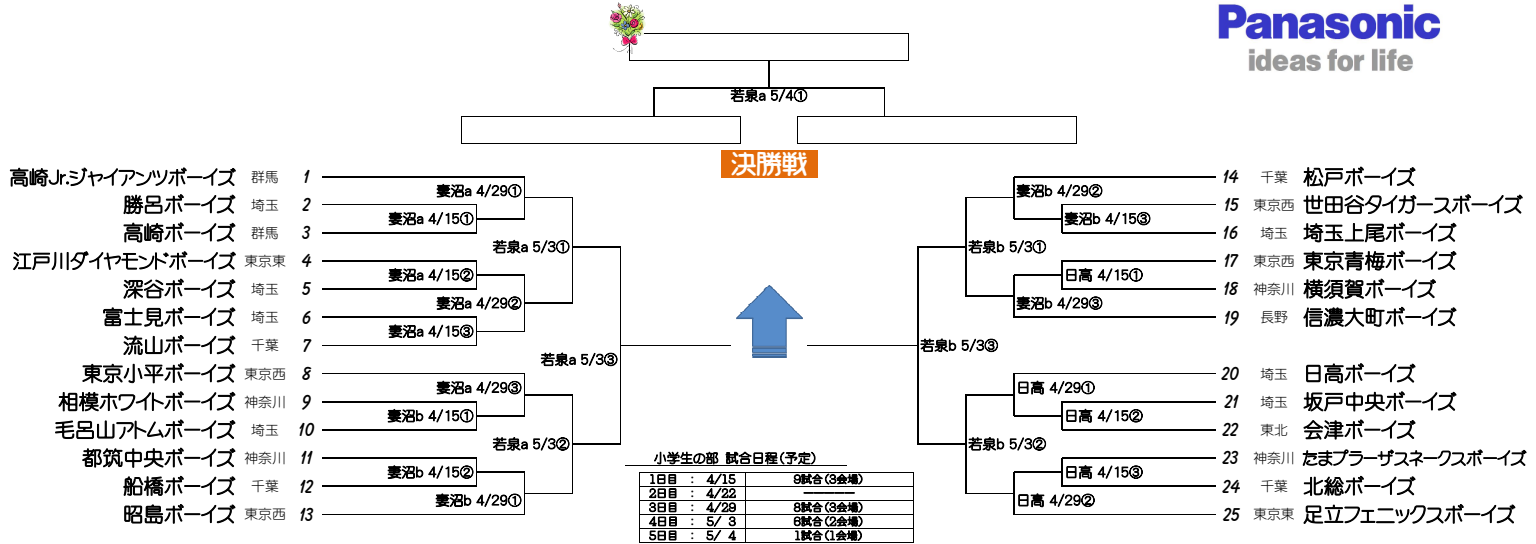 Panasonic
ideas for life
若泉a 5/4①
決勝戦
高崎Jr.ジャイアンツボーイズ 群馬 1
勝呂ボーイズ 埼玉 2
高崎ボーイズ 群馬 3
江戸川ダイヤモンドボーイズ 東京東 4
深谷ボーイズ 埼玉 5
富士見ボーイズ 埼玉 6
流山ボーイズ 千葉 7
東京小平ボーイズ 東京西 8
相模ホワイトボーイズ 神奈川 9
毛呂山アトムボーイズ 埼玉 10
都筑中央ボーイズ 神奈川 11
船橋ボーイズ 千葉 12
昭島ボーイズ 東京西 13
妻沼a 4/29①
妻沼a 4/15①
若泉a 5/3①
妻沼a 4/15②
妻沼a 4/29②
妻沼a 4/15③
若泉a 5/3③
妻沼a 4/29③
妻沼b 4/15①
若泉a 5/3②
妻沼b 4/15②
妻沼b 4/29①
妻沼b 4/29②
妻沼b 4/15③
若泉b 5/3①
日高 4/15①
妻沼b 4/29③
若泉b 5/3③
日高 4/29①
日高 4/15②
若泉b 5/3②
日高 4/15③
日高 4/29②
14 千葉 松戸ボーイズ
15 東京西 世田谷タイガースボーイズ
16 埼玉 埼玉上尾ボーイズ
17 東京西 東京青梅ボーイズ
18 神奈川 横須賀ボーイズ
19 長野 信濃大町ボーイズ
20 埼玉 日高ボーイズ
21 埼玉 坂戸中央ボーイズ
22 東北 会津ボーイズ
23 神奈川 たまプラーザスネークスボーイズ
24 千葉 北総ボーイズ
25 東京東 足立フェニックスボーイズ
小学生の部 試合日程(予定)
1日目 : 4/15 9試合(3会場)
2日目 : 4/22 ―――――
3日目 : 4/29 8試合(3会場)
4日目 : 5/ 3 6試合(2会場)
5日目 : 5/ 4 1試合(1会場)